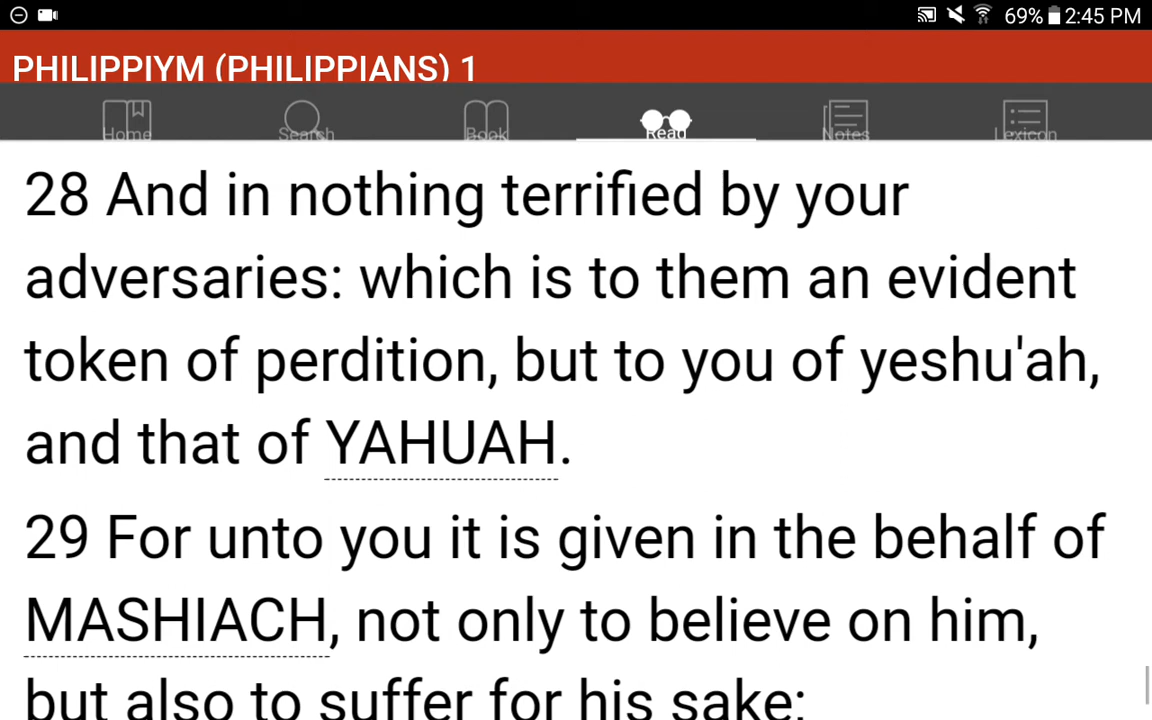 69% 2:45 PM
PHILIPPIYM (PHILIPPIANS) 1
Home Search Book Read Notes Lexicon
28 And in nothing terrified by your
adversaries: which is to them an evident
token of perdition, but to you of yeshu'ah,
and that of YAHUAH.
29 For unto you it is given in the behalf of
MASHIACH, not only to believe on him,
but also to suffer for his sake;